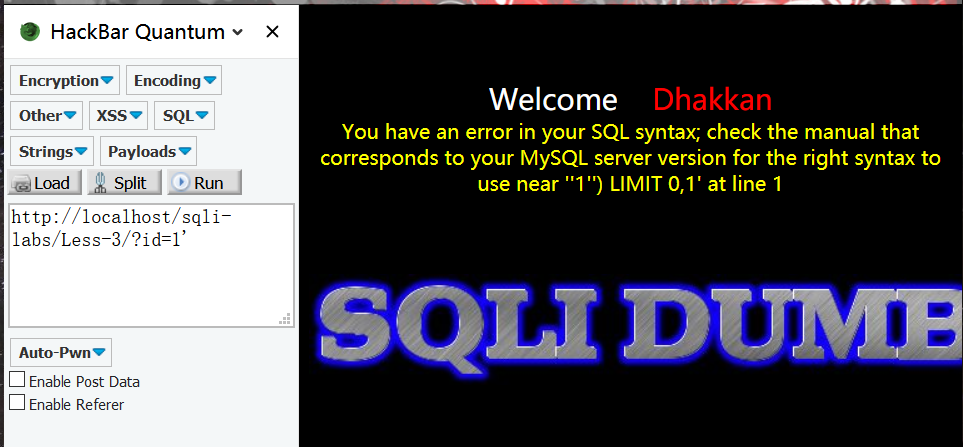 HackBar Quantum
Encryption Encoding
Other XSS SQL
Strings Payloads
Load Split Run
http://localhost/sqli-
labs/Less-3/?id=1'
Auto-Pwn
Enable Post Data
Enable Referer
Welcome Dhakkan
You have an error in your SQL syntax; check the manual that
corresponds to your MySQL server version for the right syntax to
use near ''1'') LIMIT 0,1' at line 1
SQLI DUMB